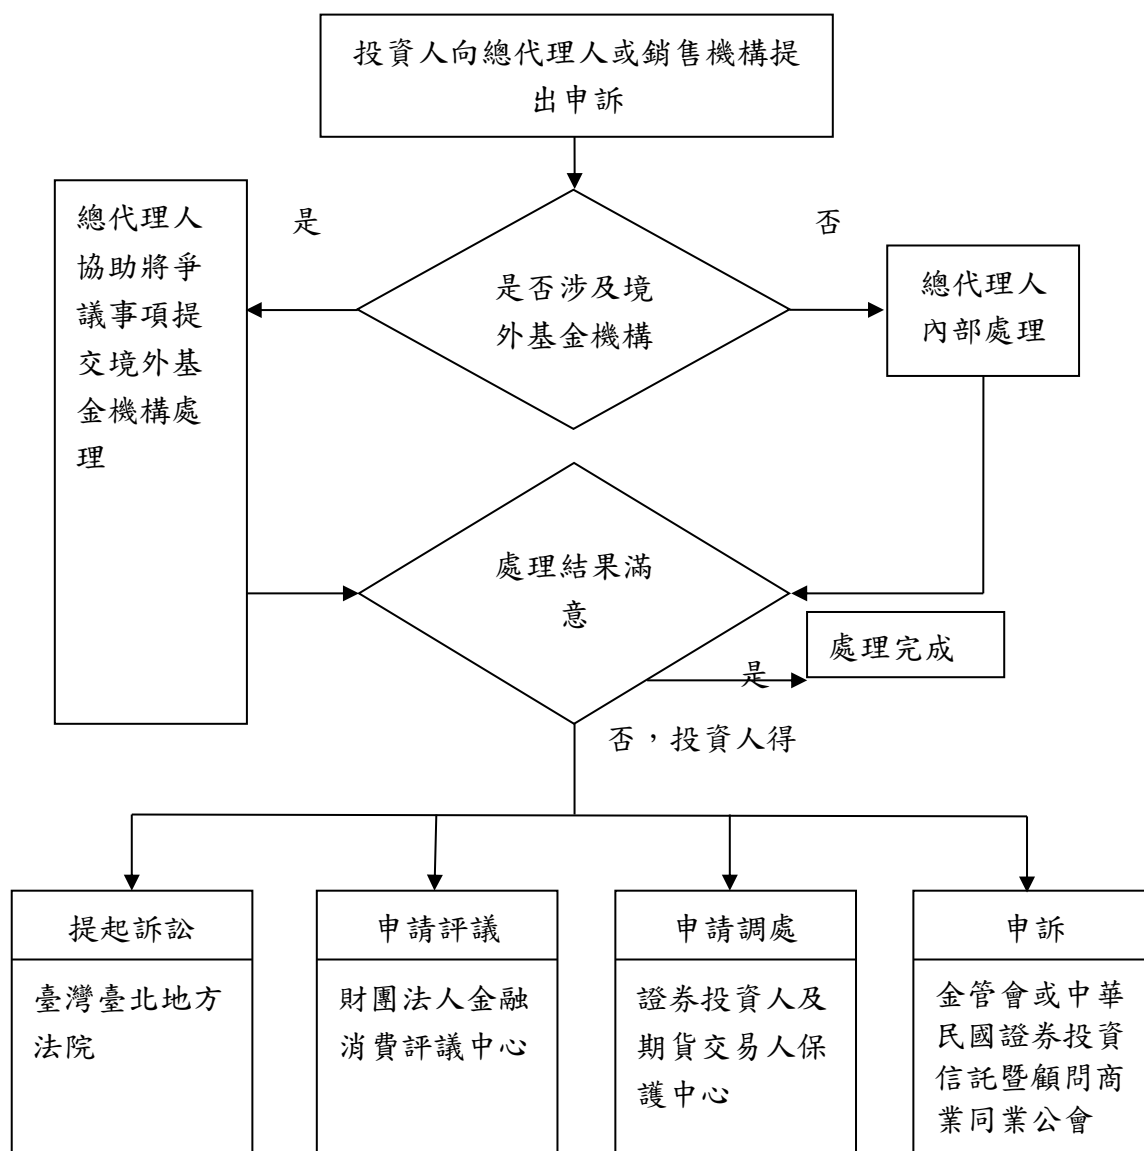 投資人向總代理人或銷售機構提
出申訴
總代理人
協助將爭
議事項提
交境外基
金機構處
理
是
否
是否涉及境
外基金機構
總代理人
內部處理
處理結果滿
意
處理完成
是
否，投資人得
提起訴訟
臺灣臺北地方
法院
申請評議
財團法人金融
消費評議中心
申請調處
證券投資人及
期貨交易人保
護中心
申訴
金管會或中華
民國證券投資
信託暨顧問商
業同業公會